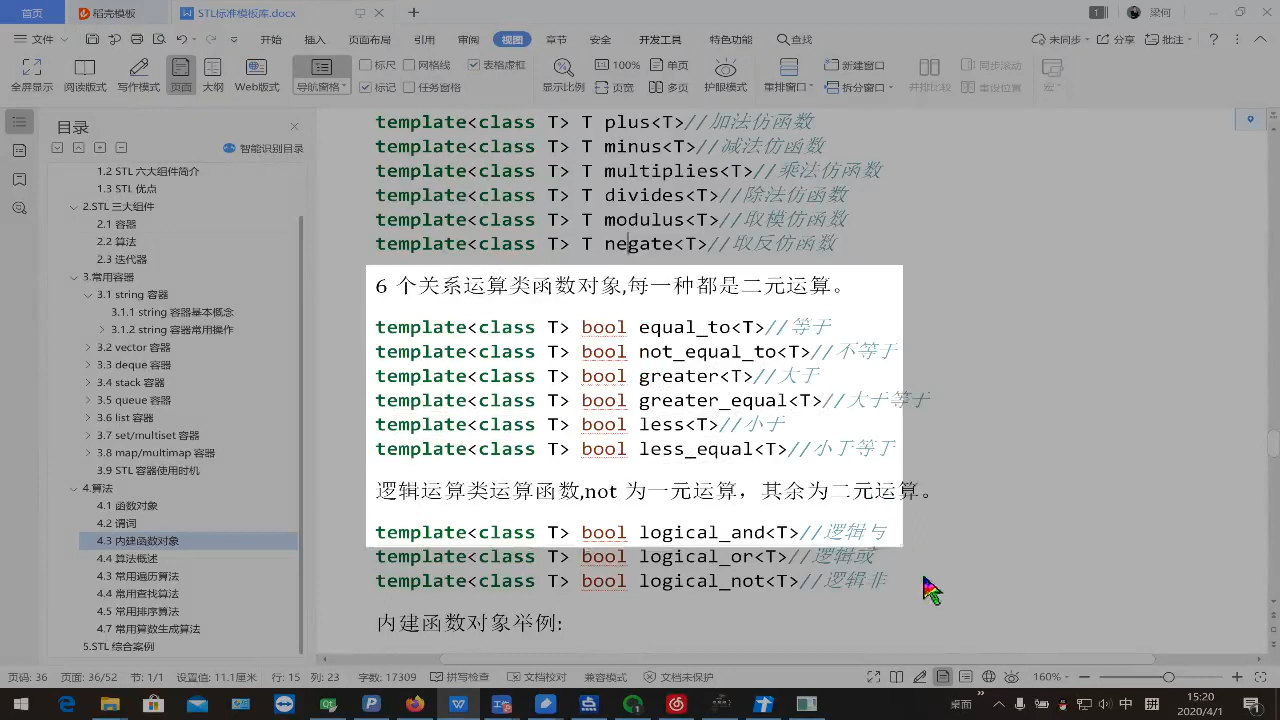 首页
稻壳模板
STL标准模板库.docx
1
梁何
文件
开始
插入
页面布局
引用
审阅
视图
章节
安全
开发工具
特色功能
查找
未同步
分享
批注
全屏显示
阅读版式
写作模式
页面
大纲
Web版式
导航窗格
标尺
网格线
表格虚框
标记
任务窗格
显示比例
100%
单页
页宽
多页
护眼模式
重排窗口
新建窗口
拆分窗口
并排比较
同步滚动
重设位置
宏
目录
智能识别目录
1.2 STL 六大组件简介
1.3 STL 优点
2.STL 三大组件
2.1 容器
2.2 算法
2.3 迭代器
3.常用容器
3.1 string 容器
3.1.1 string 容器基本概念
3.1.2 string 容器常用操作
3.2 vector 容器
3.3 deque 容器
3.4 stack 容器
3.5 queue 容器
3.6 list 容器
3.7 set/multiset 容器
3.8 map/multimap 容器
3.9 STL 容器使用时机
4.算法
4.1 函数对象
4.2 谓词
4.3 内建函数对象
4.4 算法概述
4.3 常用遍历算法
4.4 常用查找算法
4.5 常用排序算法
4.7 常用算数生成算法
5.STL 综合案例
template<class T> T plus<T>//加法仿函数
template<class T> T minus<T>//减法仿函数
template<class T> T multiplies<T>//乘法仿函数
template<class T> T divides<T>//除法仿函数
template<class T> T modulus<T>//取模仿函数
template<class T> T negate<T>//取反仿函数
6 个关系运算类函数对象,每一种都是二元运算。
template<class T> bool equal_to<T>//等于
template<class T> bool not_equal_to<T>//不等于
template<class T> bool greater<T>//大于
template<class T> bool greater_equal<T>//大于等于
template<class T> bool less<T>//小于
template<class T> bool less_equal<T>//小于等于
逻辑运算类运算函数,not 为一元运算，其余为二元运算。
template<class T> bool logical_and<T>//逻辑与
template<class T> bool logical_or<T>//逻辑或
template<class T> bool logical_not<T>//逻辑非
内建函数对象举例:
页码: 36
页面: 36/52
节: 1/1
设置值: 11.1厘米
行: 15
列: 23
字数: 17309
拼写检查
文档校对
兼容模式
文档未保护
160%
桌面
中
15:20
2020/4/1